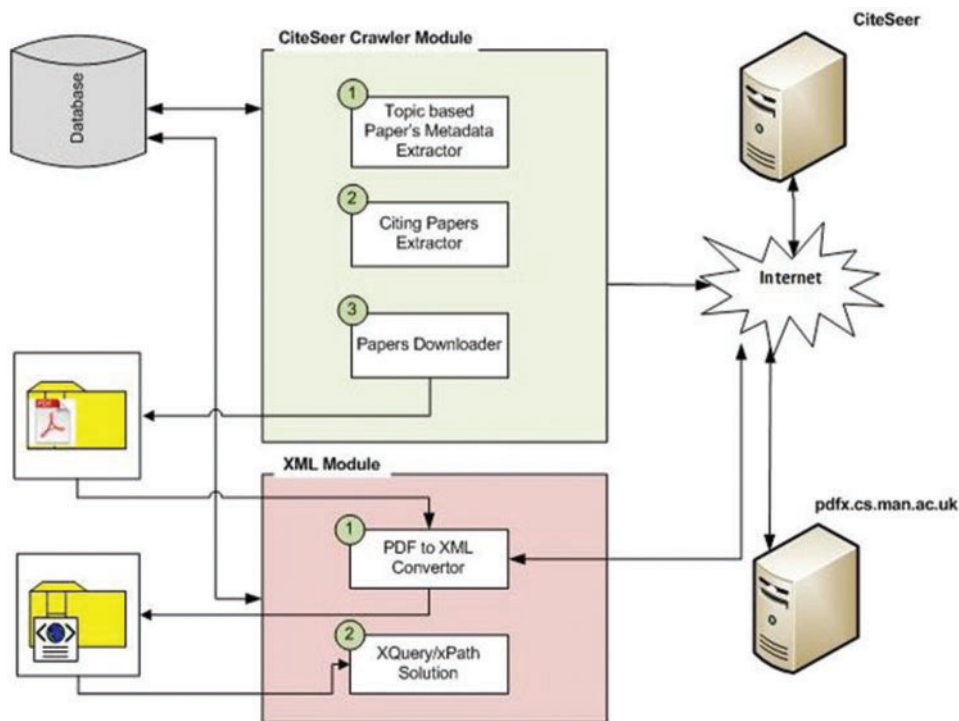 CiteSeer
CiteSeer Crawler Module
Database
1
Topic based
Paper's Metadata
Extractor
2
Citing Papers
Extractor
Internet
3
Papers Downloader
PDF
XML Module
pdfx.cs.man.ac.uk
1
PDF to XML
Convertor
2
XQuery/xPath
Solution